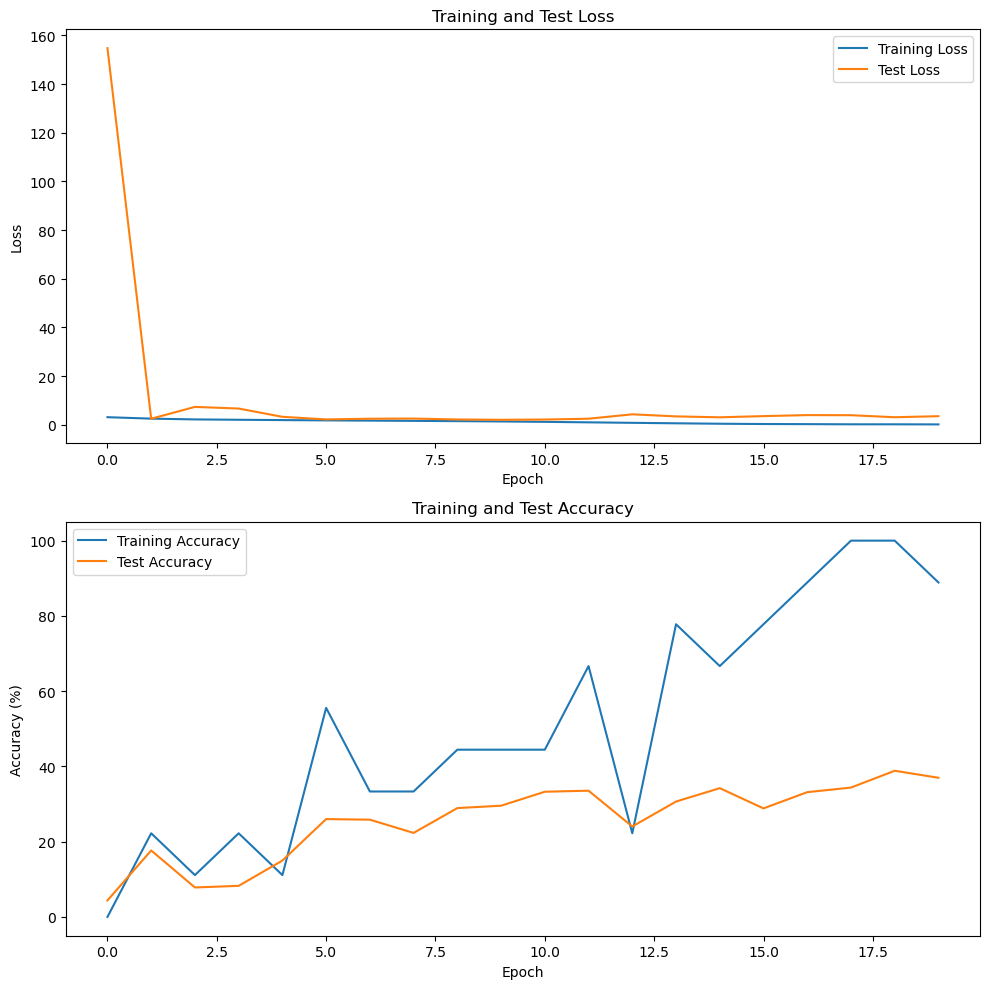 Training and Test Loss
160
140
120
100
80
60
40
20
0
Loss
Training Loss
Test Loss
0.0 2.5 5.0 7.5 10.0 12.5 15.0 17.5
Epoch
Training and Test Accuracy
100
80
60
40
20
0
Accuracy (%)
Training Accuracy
Test Accuracy
0.0 2.5 5.0 7.5 10.0 12.5 15.0 17.5
Epoch